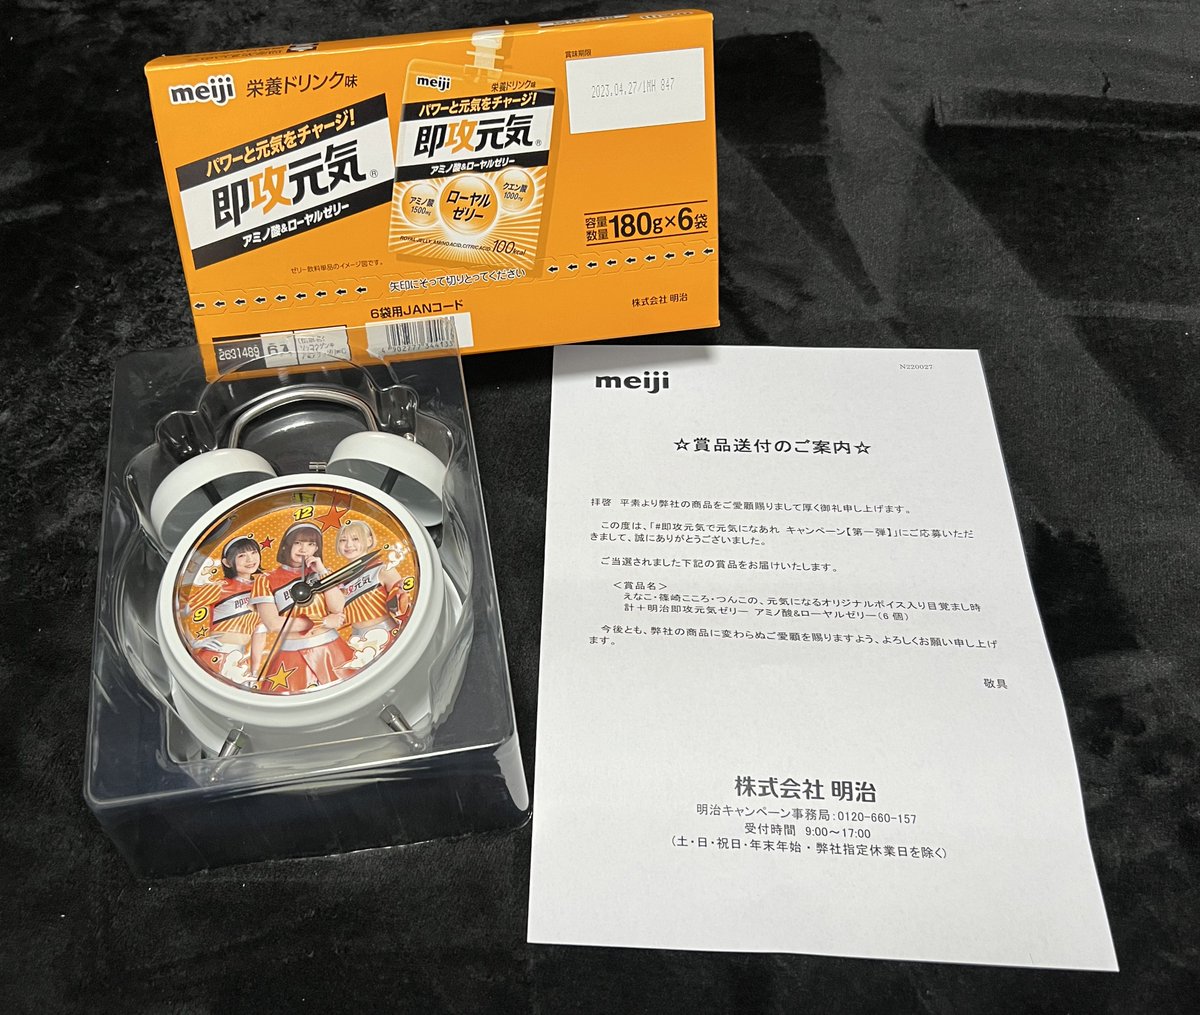 meiji 栄養ドリンク味
パワーと元気をチャージ!
即攻元気®
アミノ酸&ローヤルゼリー
ゼリー飲料単品のイメージ図です。
meiji 栄養ドリンク味
パワーと元気をチャージ!
即攻元気®
アミノ酸&ローヤルゼリー
アミノ酸
1500mg
ローヤル
ゼリー
クエン酸
1000mg
ROYAL JELLY, AMINO ACID, CITRIC ACID 100kcal
賞味期限
2023.04.27/IMH 847
容量 数量 180g×6袋
矢印にそって切りとってください
6袋用JANコード
株式会社 明治
2631489
12
3
9
即
元気
N220027
meiji
☆賞品送付のご案内☆
拝啓 平素より弊社の商品をご愛顧賜りまして厚く御礼申し上げます。
この度は、「#即攻元気で元気になあれ キャンペーン【第一弾】」にご応募いただ
きまして、誠にありがとうございました。
ご当選されました下記の賞品をお届けいたします。
<賞品名>
えなこ・篠崎こころ・つんこの、元気になるオリジナルボイス入り目覚まし時
計+明治即攻元気ゼリー アミノ酸&ローヤルゼリー(6個)
今後とも、弊社の商品に変わらぬご愛顧を賜りますよう、よろしくお願い申し上げ
ます。
敬具
株式会社 明治
明治キャンペーン事務局:0120-660-157
受付時間 9:00~17:00
(土・日・祝日・年末年始・弊社指定休業日を除く)